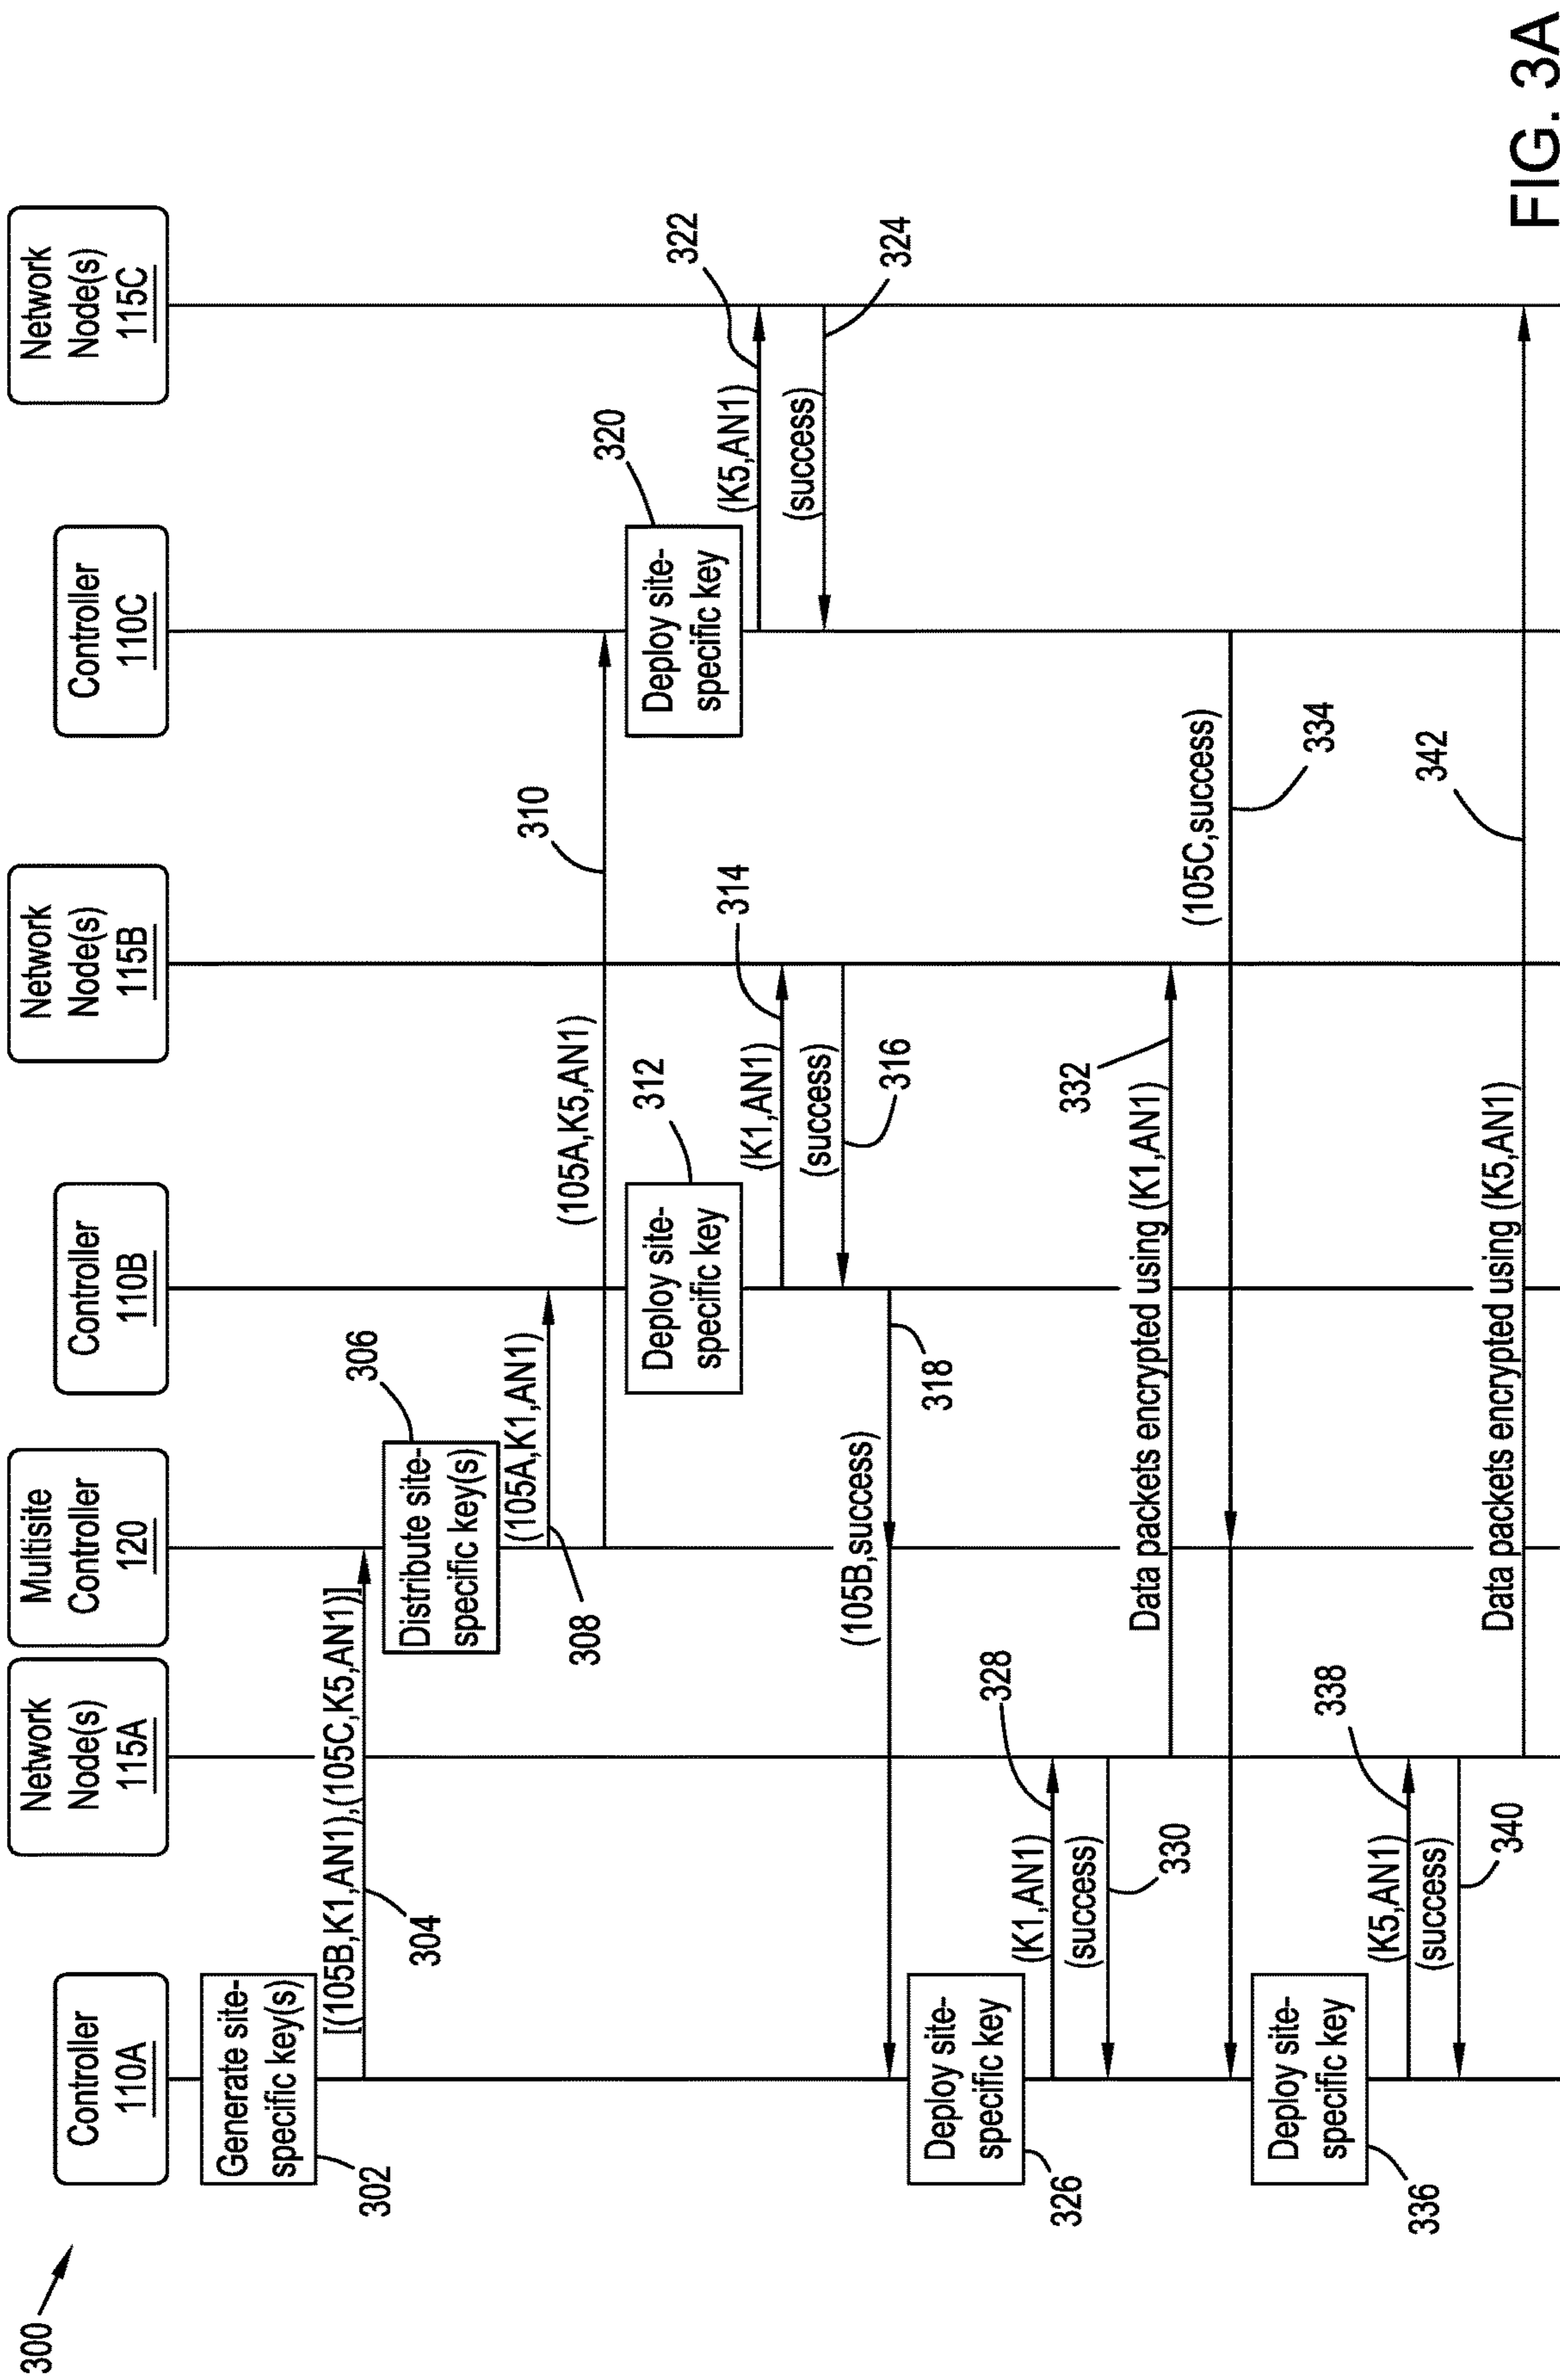 300
Controller
110A
Network
Node(s)
115A
Multisite
Controller
120
Controller
110B
Network
Node(s)
115B
Controller
110C
Network
Node(s)
115C
Generate site-
specific key(s)
302
[(105B,K1,AN1),(105C,K5,AN1)]
304
Distribute site-
specific key(s)
306
(105A,K1,AN1)
308
(105A,K5,AN1)
310
Deploy site-
specific key
312
Deploy site-
specific key
320
(K1,AN1)
314
(success)
316
(K5,AN1)
322
(success)
324
(105B,success)
318
Deploy site-
specific key
326
(K1,AN1)
328
(success)
330
Data packets encrypted using (K1,AN1)
332
(105C,success)
334
Deploy site-
specific key
336
(K5,AN1)
338
(success)
340
Data packets encrypted using (K5,AN1)
342
FIG. 3A